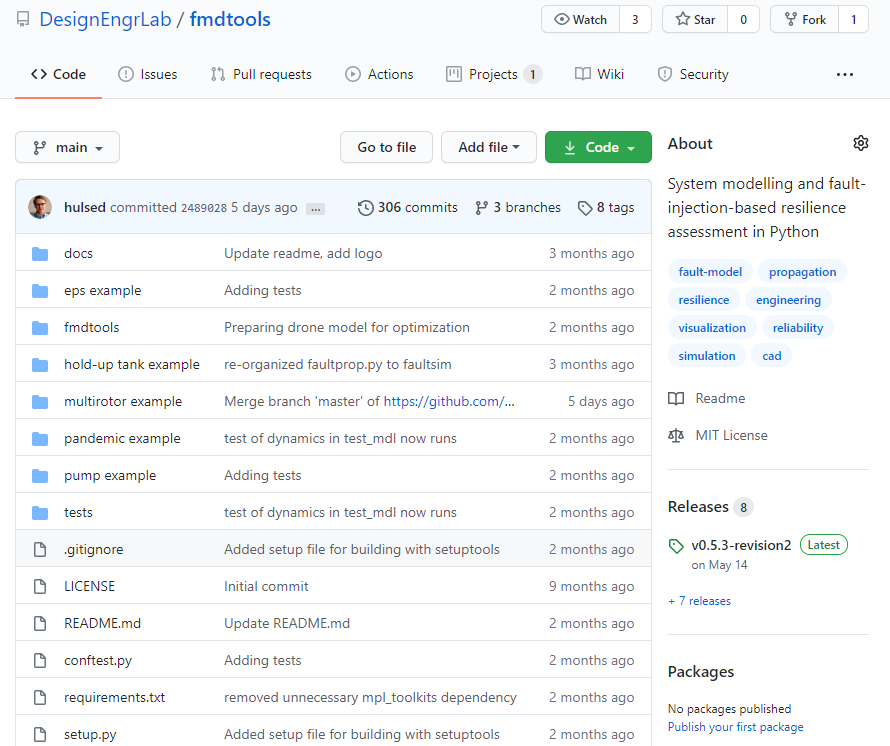 DesignEngrLab / fmdtools
Watch 3
Star 0
Fork 1
Code
Issues
Pull requests
Actions
Projects 1
Wiki
Security
...
main
Go to file
Add file
Code
hulsed committed 2489028 5 days ago ...
306 commits
3 branches
8 tags
docs Update readme, add logo 3 months ago
eps example Adding tests 2 months ago
fmdtools Preparing drone model for optimization 2 months ago
hold-up tank example re-organized faultprop.py to faultsim 3 months ago
multirotor example Merge branch 'master' of https://github.com/... 5 days ago
pandemic example test of dynamics in test_mdl now runs 2 months ago
pump example Adding tests 2 months ago
tests test of dynamics in test_mdl now runs 2 months ago
.gitignore Added setup file for building with setuptools 2 months ago
LICENSE Initial commit 9 months ago
README.md Update README.md 2 months ago
conftest.py Adding tests 2 months ago
requirements.txt removed unnecessary mpl_toolkits dependency 2 months ago
setup.py Added setup file for building with setuptools 2 months ago
About
System modelling and fault-
injection-based resilience
assessment in Python
fault-model propagation
resilience engineering
visualization reliability
simulation cad
Readme
MIT License
Releases 8
v0.5.3-revision2 Latest
on May 14
+ 7 releases
Packages
No packages published
Publish your first package